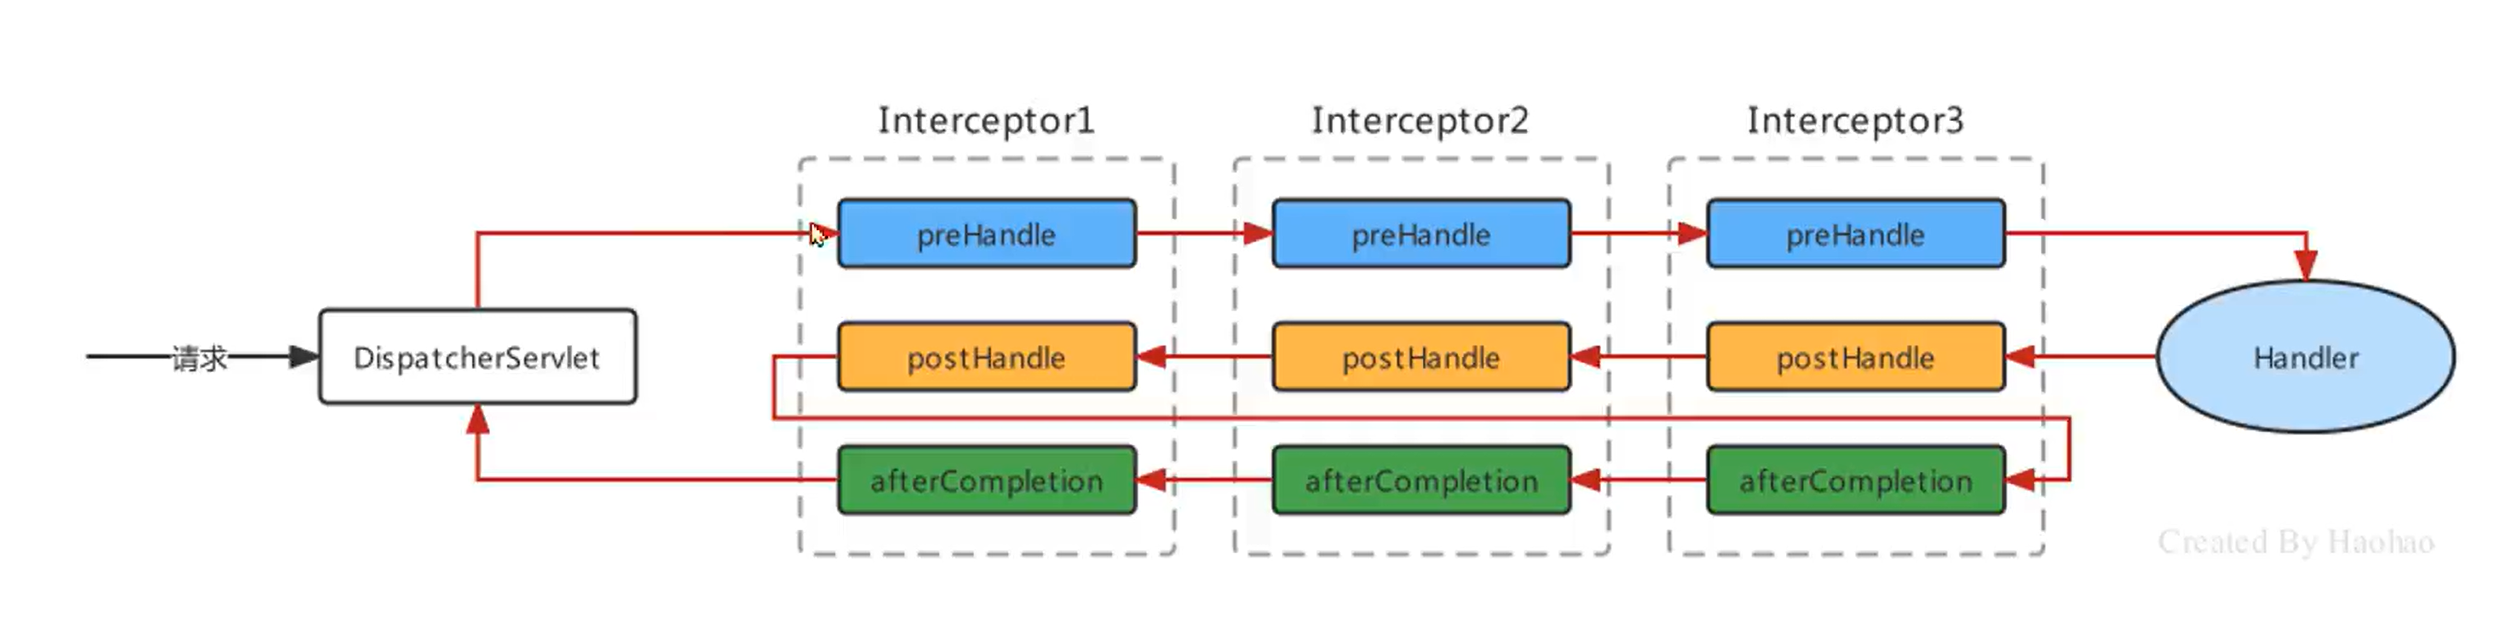 Interceptor1
Interceptor2
Interceptor3
preHandle
preHandle
preHandle
请求
DispatcherServlet
postHandle
postHandle
postHandle
Handler
afterCompletion
afterCompletion
afterCompletion
Created By Haohao